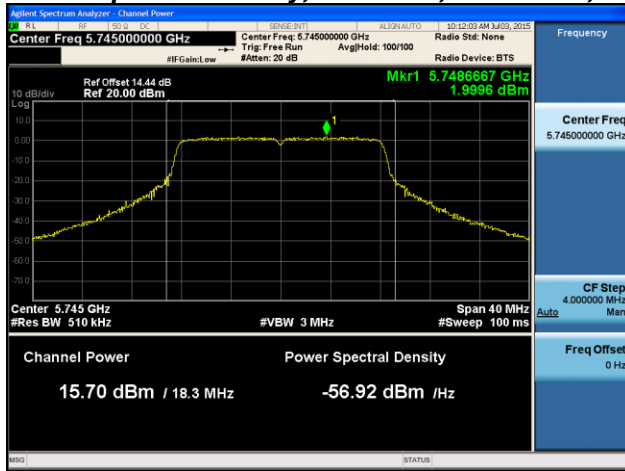 Agilent Spectrum Analyzer - Channel Power
RL RF 50 Ω DC SENSE:INT ALIGN AUTO 10:12:03 AM Jul 03, 2015
Center Freq 5.745000000 GHz
Center Freq: 5.745000000 GHz
Radio Std: None
Trig: Free Run Avg|Hold: 100/100
#IFGain:Low #Atten: 20 dB Radio Device: BTS
Frequency
Mkr1 5.7486667 GHz
1.9996 dBm
Ref Offset 14.44 dB
10 dB/div Ref 20.00 dBm
Log
10.0
0.00
-10.0
-20.0
-30.0
-40.0
-50.0
-60.0
-70.0
1
Center 5.745 GHz Span 40 MHz
#Res BW 510 kHz #VBW 3 MHz #Sweep 100 ms
Channel Power Power Spectral Density
15.70 dBm / 18.3 MHz -56.92 dBm /Hz
Center Freq
5.745000000 GHz
CF Step
4.000000 MHz
Auto Man
Freq Offset
0 Hz
MSG STATUS